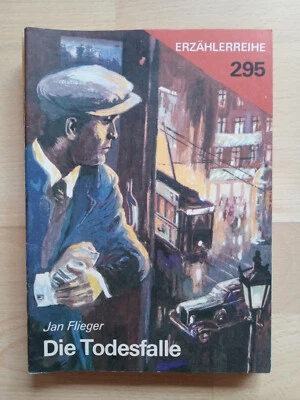 ERZÄHLERREIHE
295
Jan Flieger
Die Todesfalle